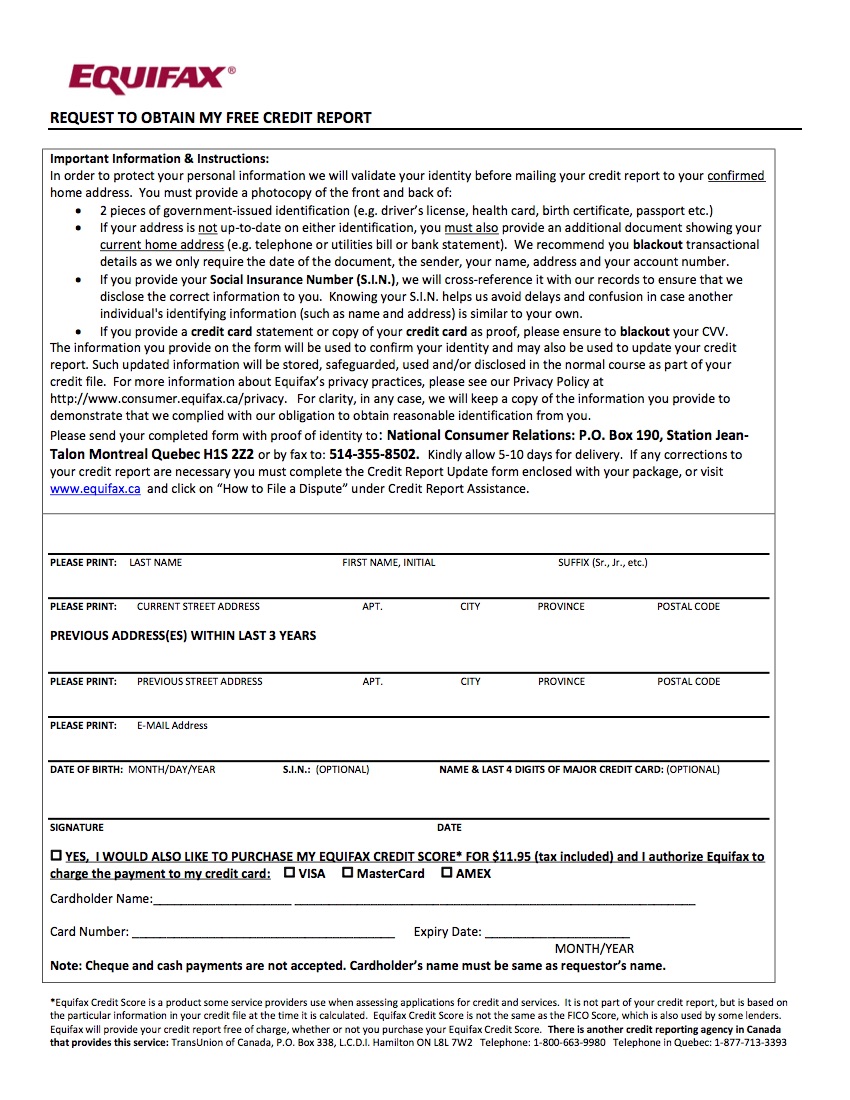 EQUIFAX®
REQUEST TO OBTAIN MY FREE CREDIT REPORT
Important Information & Instructions:
In order to protect your personal information we will validate your identity before mailing your credit report to your confirmed
home address. You must provide a photocopy of the front and back of:
• 2 pieces of government-issued identification (e.g. driver's license, health card, birth certificate, passport etc.)
• If your address is not up-to-date on either identification, you must also provide an additional document showing your
current home address (e.g. telephone or utilities bill or bank statement). We recommend you blackout transactional
details as we only require the date of the document, the sender, your name, address and your account number.
• If you provide your Social Insurance Number (S.I.N.), we will cross-reference it with our records to ensure that we
disclose the correct information to you. Knowing your S.I.N. helps us avoid delays and confusion in case another
individual's identifying information (such as name and address) is similar to your own.
• If you provide a credit card statement or copy of your credit card as proof, please ensure to blackout your CVV.
The information you provide on the form will be used to confirm your identity and may also be used to update your credit
report. Such updated information will be stored, safeguarded, used and/or disclosed in the normal course as part of your
credit file. For more information about Equifax's privacy practices, please see our Privacy Policy at
http://www.consumer.equifax.ca/privacy. For clarity, in any case, we will keep a copy of the information you provide to
demonstrate that we complied with our obligation to obtain reasonable identification from you.
Please send your completed form with proof of identity to: National Consumer Relations: P.O. Box 190, Station Jean-
Talon Montreal Quebec H1S 2Z2 or by fax to: 514-355-8502. Kindly allow 5-10 days for delivery. If any corrections to
your credit report are necessary you must complete the Credit Report Update form enclosed with your package, or visit
www.equifax.ca and click on "How to File a Dispute" under Credit Report Assistance.
PLEASE PRINT: LAST NAME FIRST NAME, INITIAL SUFFIX (Sr., Jr., etc.)
PLEASE PRINT: CURRENT STREET ADDRESS APT. CITY PROVINCE POSTAL CODE
PREVIOUS ADDRESS(ES) WITHIN LAST 3 YEARS
PLEASE PRINT: PREVIOUS STREET ADDRESS APT. CITY PROVINCE POSTAL CODE
PLEASE PRINT: E-MAIL Address
DATE OF BIRTH: MONTH/DAY/YEAR S.I.N.: (OPTIONAL) NAME & LAST 4 DIGITS OF MAJOR CREDIT CARD: (OPTIONAL)
SIGNATURE DATE
☐ YES, I WOULD ALSO LIKE TO PURCHASE MY EQUIFAX CREDIT SCORE* FOR $11.95 (tax included) and I authorize Equifax to
charge the payment to my credit card: ☐ VISA ☐ MasterCard ☐ AMEX
Cardholder Name:____________________ __________________________________________________________
Card Number: ______________________________________ Expiry Date: _____________________
MONTH/YEAR
Note: Cheque and cash payments are not accepted. Cardholder's name must be same as requestor's name.
*Equifax Credit Score is a product some service providers use when assessing applications for credit and services. It is not part of your credit report, but is based on
the particular information in your credit file at the time it is calculated. Equifax Credit Score is not the same as the FICO Score, which is also used by some lenders.
Equifax will provide your credit report free of charge, whether or not you purchase your Equifax Credit Score. There is another credit reporting agency in Canada
that provides this service: TransUnion of Canada, P.O. Box 338, L.C.D.I. Hamilton ON L8L 7W2 Telephone: 1-800-663-9980 Telephone in Quebec: 1-877-713-3393